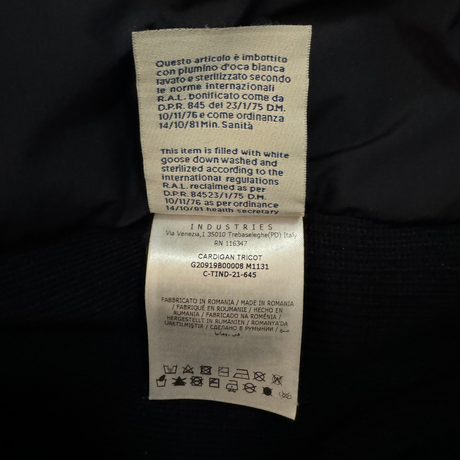 Questo articolo è imbottito
con piumino d'oca bianca
lavato e sterilizzato secondo
le norme internazionali
R.A.L. bonificato come da
D.P.R. 845 del 23/1/75 D.M.
10/11/76 e come ordinanza
14/10/81 Min. Sanità
This item is filled with white
goose down washed and
sterilized according to the
international regulations
R.A.L. reclaimed as per
D.P.R. 84523/1/75 D.M.
10/11/76 as per ordinance
14/10/81 health secretary
INDUSTRIES
Via Venezia,1 35010 Trebaseleghe(PD) Italy
RN 116347
CARDIGAN TRICOT
G20919B00008 M1131
C-TIND-21-645
FABBRICATO IN ROMANIA / MADE IN ROMANIA
/ FABRIQUÉ EN ROUMANIE / HECHO EN
RUMANIA / FABRICADO NA ROMÉNIA /
HERGESTELLT IN RUMÄNIEN / ROMANYA'DA
ÜRETİLMİŞTİR / СДЕЛАНО В РУМЫНИИ /